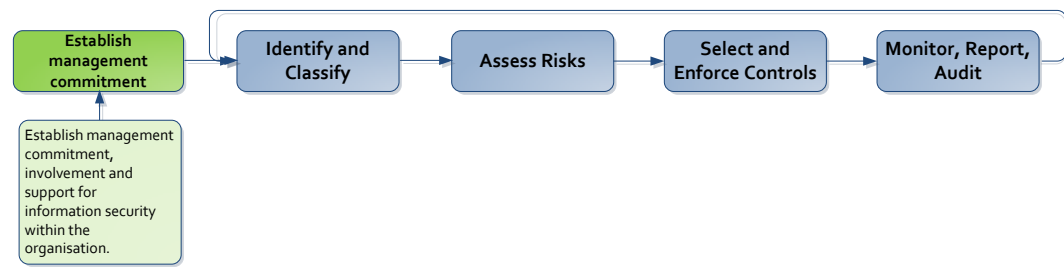 Establish
management
commitment
Identify and
Classify
Assess Risks
Select and
Enforce Controls
Monitor, Report,
Audit
Establish management
commitment,
involvement and
support for
information security
within the
organisation.